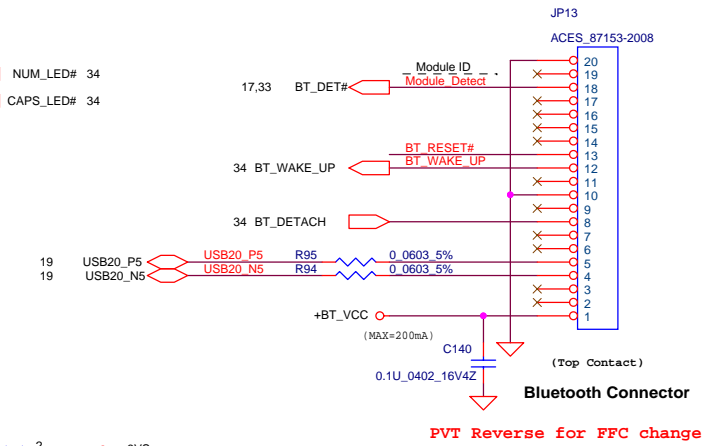 JP13
ACES_87153-2008
NUM_LED# 34
CAPS_LED# 34
Module ID
17,33 BT_DET# Module_Detect
BT_RESET#
34 BT_WAKE_UP BT_WAKE_UP
34 BT_DETACH
19 USB20_P5 USB20_P5 R95 0_0603_5%
19 USB20_N5 USB20_N5 R94 0_0603_5%
+BT_VCC
(MAX=200mA)
C140
0.1U_0402_16V4Z
20
19
18
17
16
15
14
13
12
11
10
9
8
7
6
5
4
3
2
1
(Top Contact)
Bluetooth Connector
PVT Reverse for FFC change